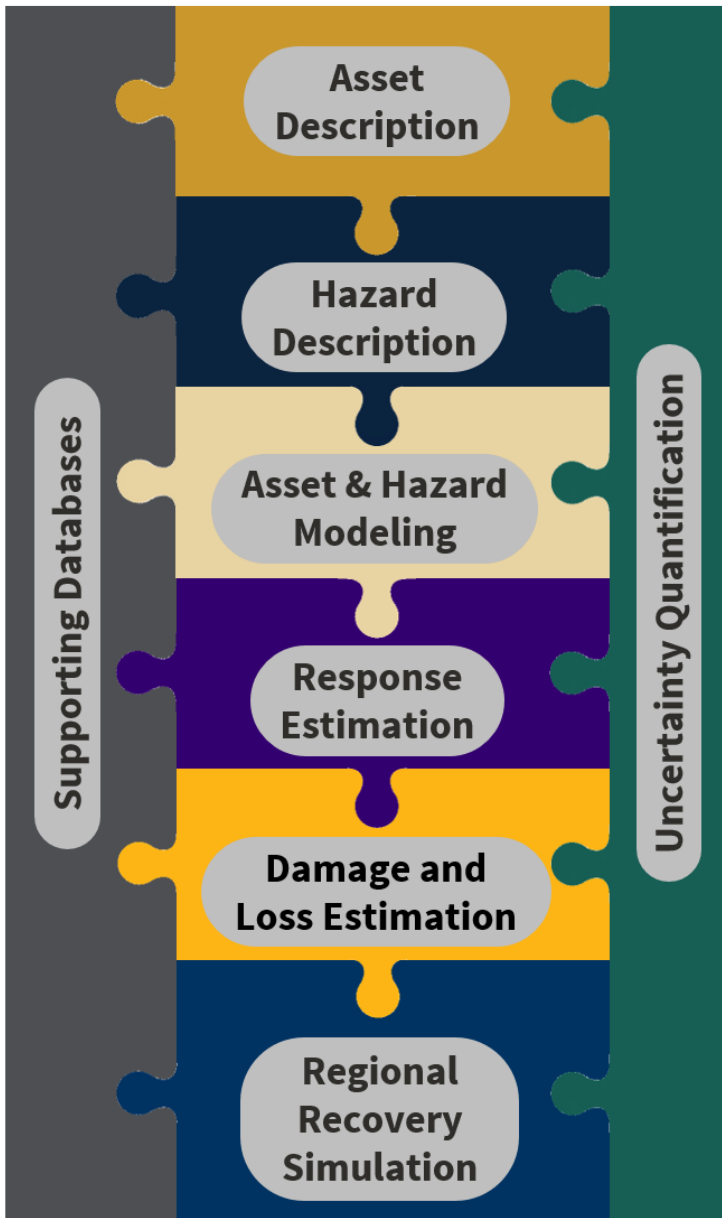 Asset
Description
Hazard
Description
Asset & Hazard
Modeling
Response
Estimation
Damage and
Loss Estimation
Regional
Recovery
Simulation
Supporting Databases
Uncertainty Quantification